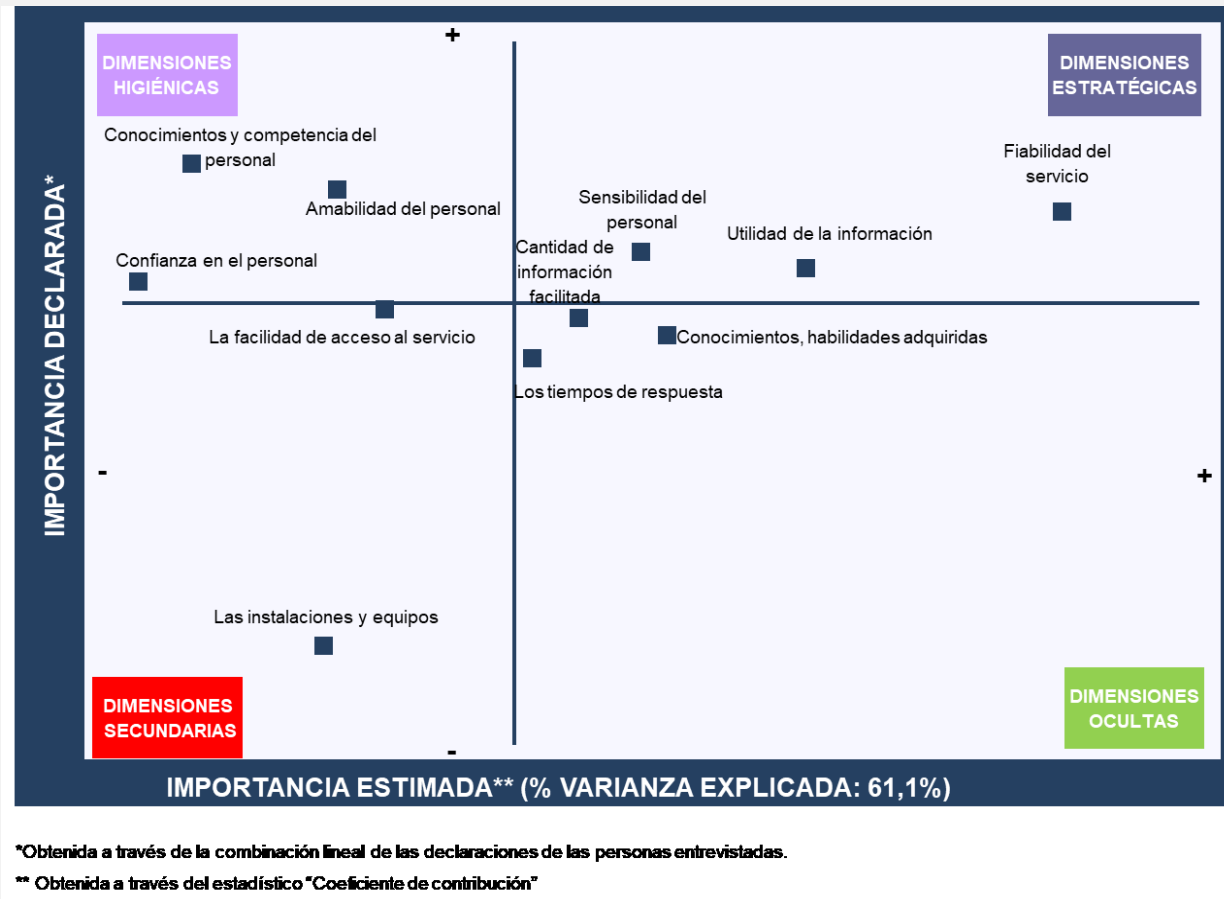 +
DIMENSIONES
HIGIÉNICAS
DIMENSIONES
ESTRATÉGICAS
Conocimientos y competencia del
personal
Amabilidad del personal
Fiabilidad del
servicio
Sensibilidad del
personal
Utilidad de la información
Cantidad de
información
facilitada
Confianza en el personal
La facilidad de acceso al servicio
Conocimientos, habilidades adquiridas
Los tiempos de respuesta
IMPORTANCIA DECLARADA*
-
+
Las instalaciones y equipos
DIMENSIONES
SECUNDARIAS
DIMENSIONES
OCULTAS
-
IMPORTANCIA ESTIMADA** (% VARIANZA EXPLICADA: 61,1%)
*Obtenida a través de la combinación lineal de las declaraciones de las personas entrevistadas.
** Obtenida a través del estadístico "Coeficiente de contribución"